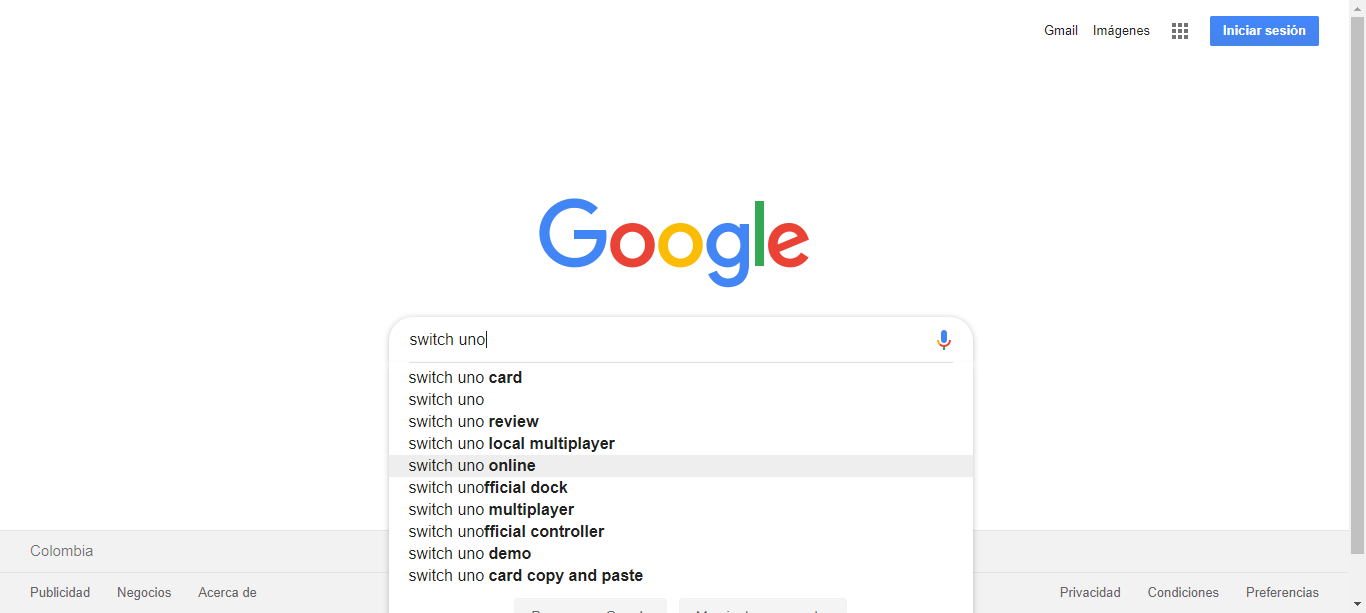 Gmail Imágenes Iniciar sesión
Google
switch uno
switch uno card
switch uno
switch uno review
switch uno local multiplayer
switch uno online
switch unofficial dock
switch uno multiplayer
switch unofficial controller
switch uno demo
switch uno card copy and paste
Colombia
Publicidad Negocios Acerca de
Privacidad Condiciones Preferencias